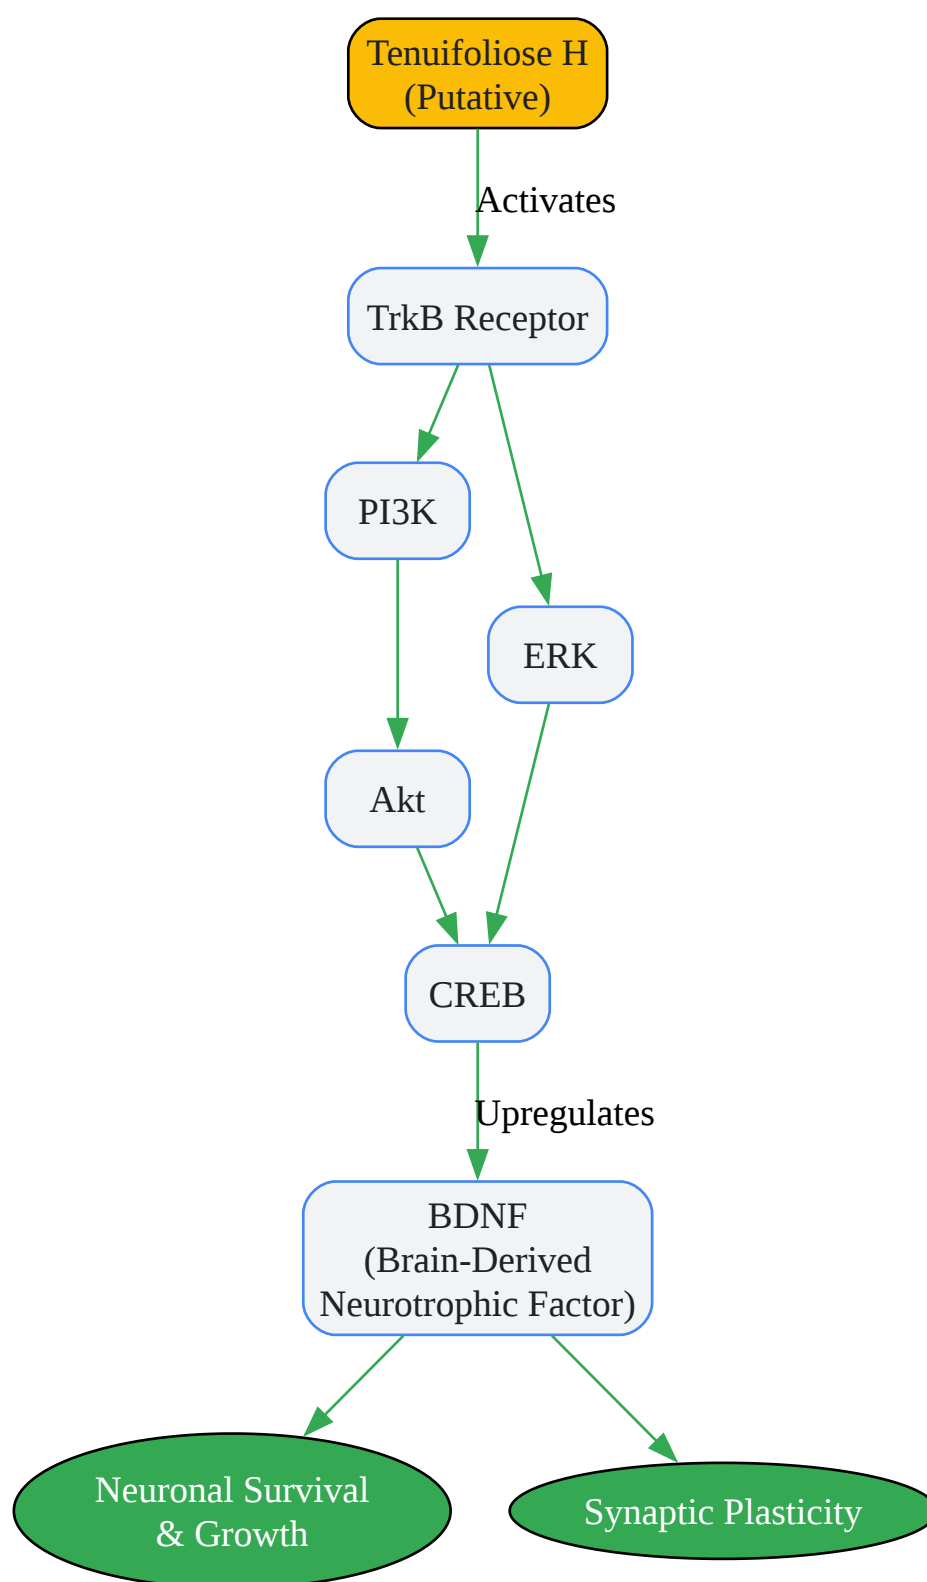 Tenuifoliose H
(Putative)
Activates
TrkB Receptor
PI3K
ERK
Akt
CREB
Upregulates
BDNF
(Brain-Derived
Neurotrophic Factor)
Neuronal Survival
& Growth
Synaptic Plasticity